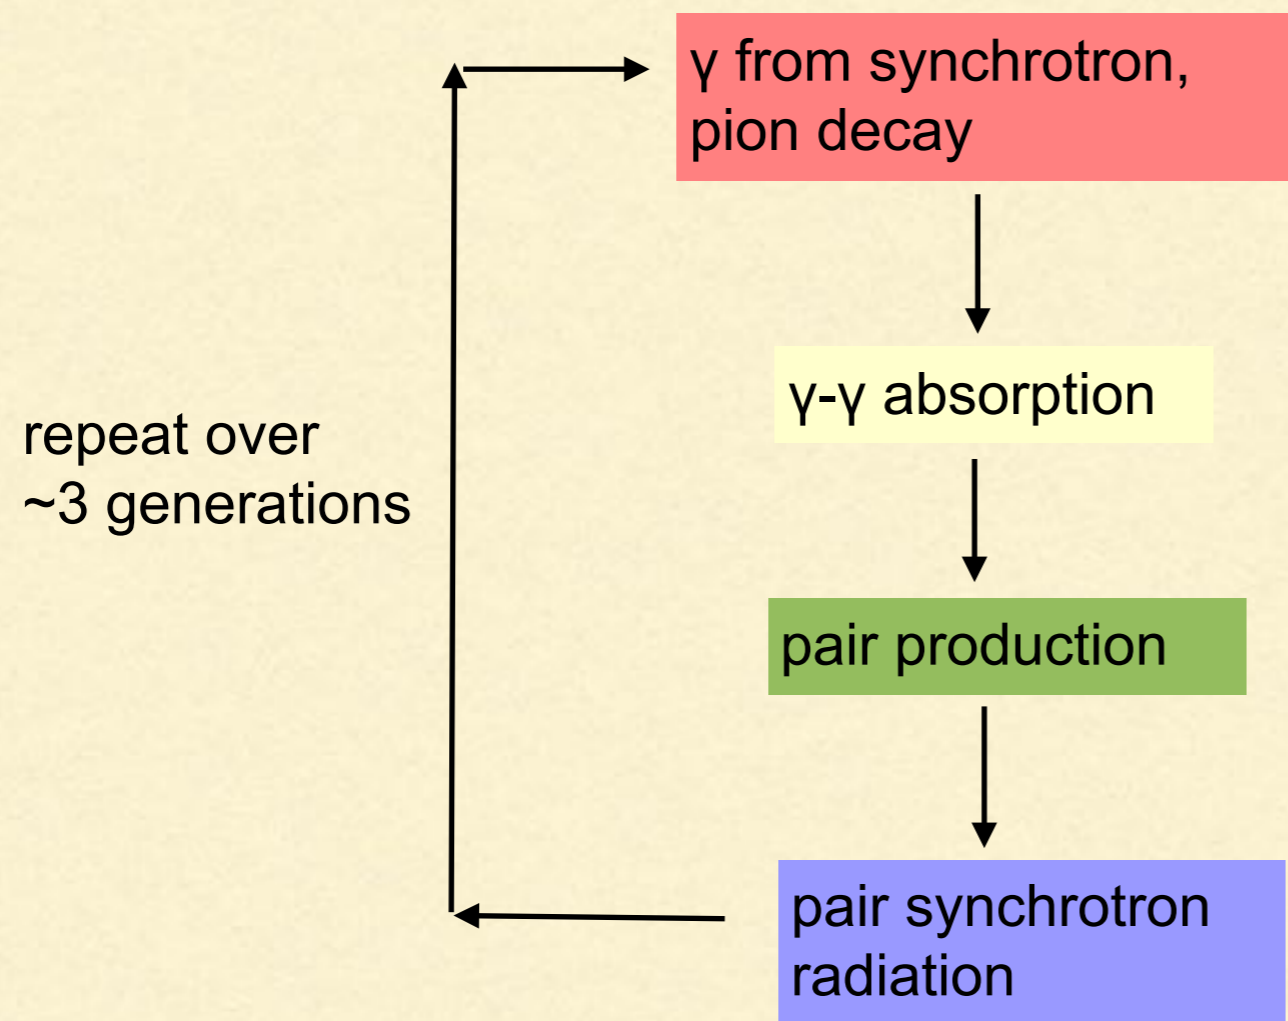 γ from synchrotron,
pion decay
γ-γ absorption
repeat over
~3 generations
pair production
pair synchrotron
radiation